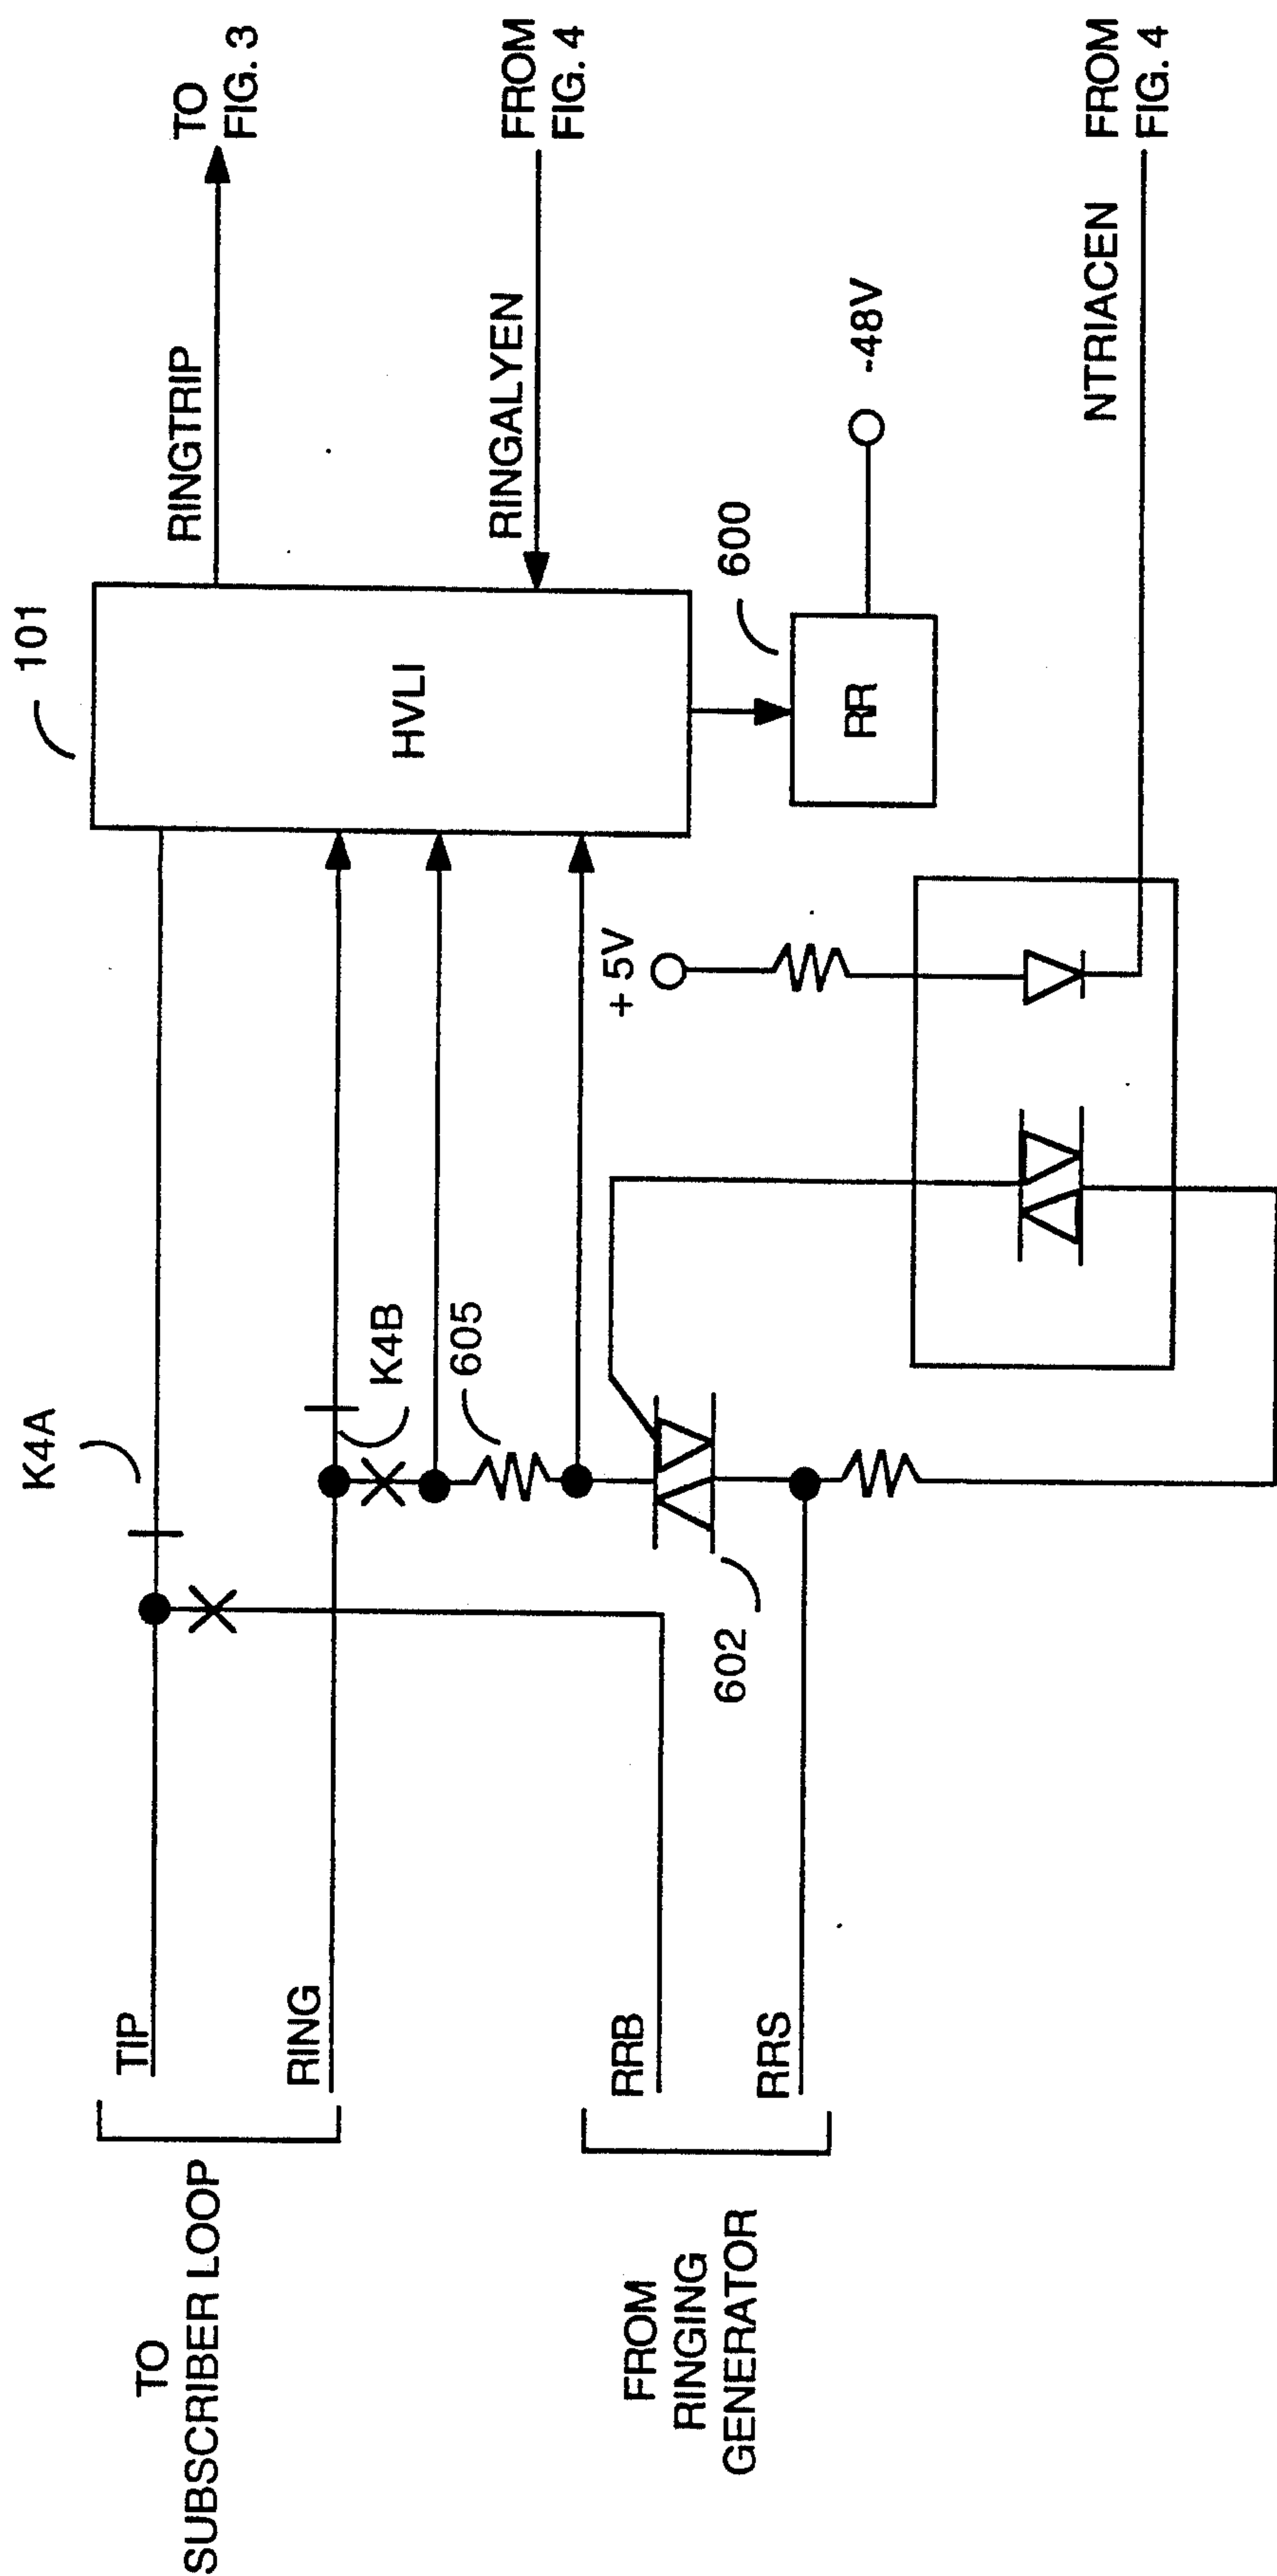 TO
SUBSCRIBER LOOP
TIP
RING
K4A
K4B
605
101
HVLI
RINGTRIP
TO
FIG. 3
RINGALYEN
FROM
FIG. 4
600
RR
-48V
+5V
FROM
RINGING
GENERATOR
RRB
RRS
602
NTRIACEN
FROM
FIG. 4